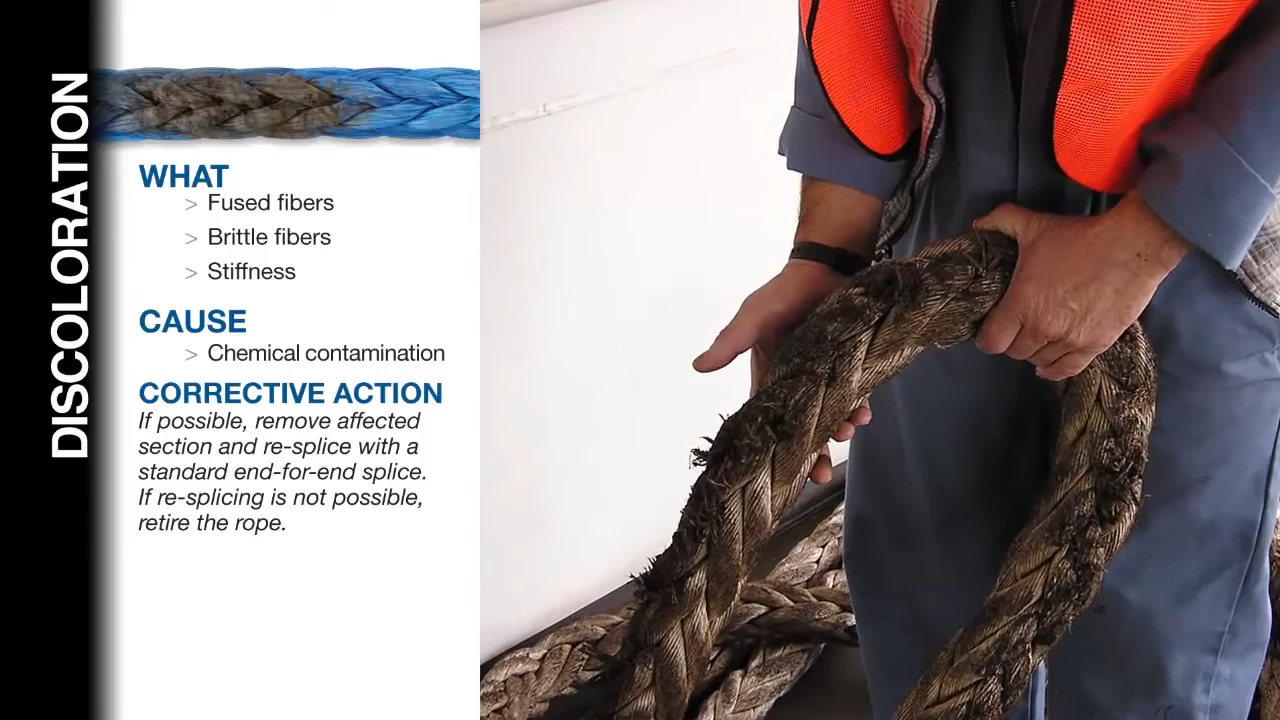 DISCOLORATION
WHAT
> Fused fibers
> Brittle fibers
> Stiffness
CAUSE
> Chemical contamination
CORRECTIVE ACTION
If possible, remove affected
section and re-splice with a
standard end-for-end splice.
If re-splicing is not possible,
retire the rope.